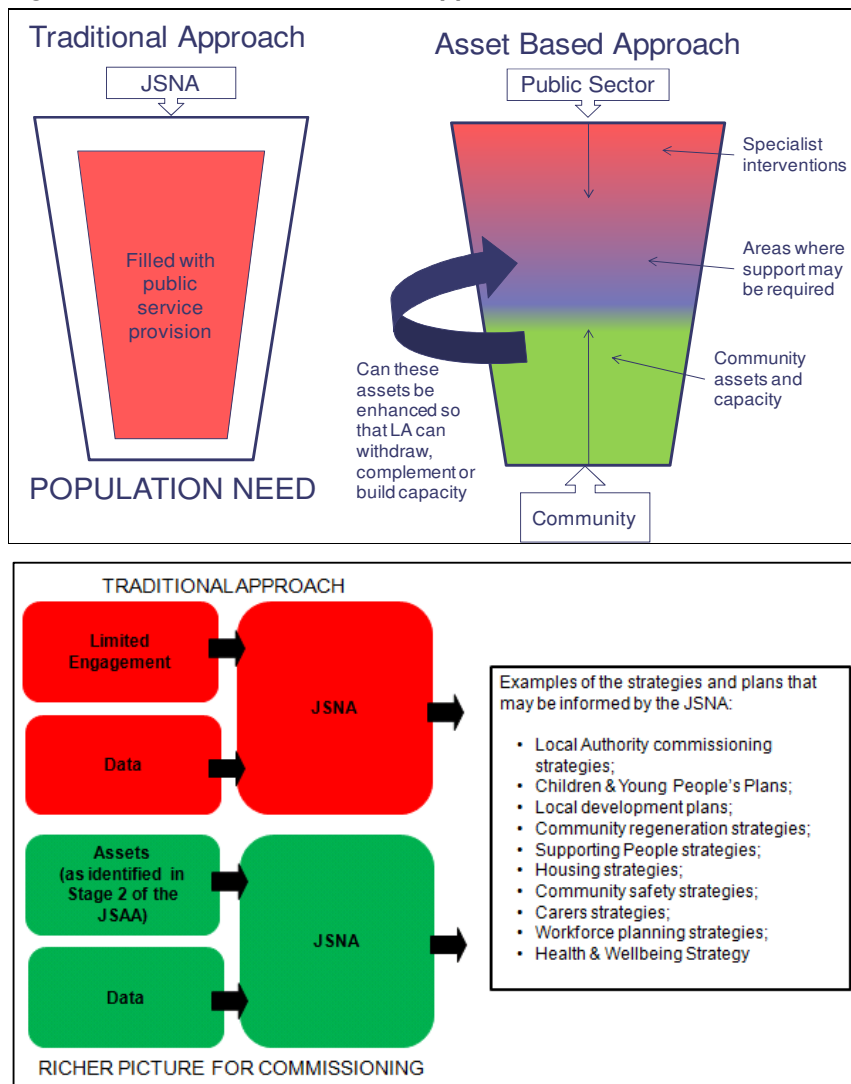 Traditional Approach
JSNA
Filled with
public
service
provision
POPULATION NEED
Asset Based Approach
Public Sector
Specialist
interventions
Areas where
support may
be required
Community
assets and
capacity
Can these
assets be
enhanced so
that LA can
withdraw,
complement or
build capacity
Community
TRADITIONAL APPROACH
Limited
Engagement
Data
JSNA
Assets
(as identified in
Stage 2 of the
JSAA)
Data
JSNA
RICHER PICTURE FOR COMMISSIONING
Examples of the strategies and plans that
may be informed by the JSNA:
• Local Authority commissioning
strategies;
• Children & Young People's Plans;
• Local development plans;
• Community regeneration strategies;
• Supporting People strategies;
• Housing strategies;
• Community safety strategies;
• Carers strategies;
• Workforce planning strategies;
• Health & Wellbeing Strategy